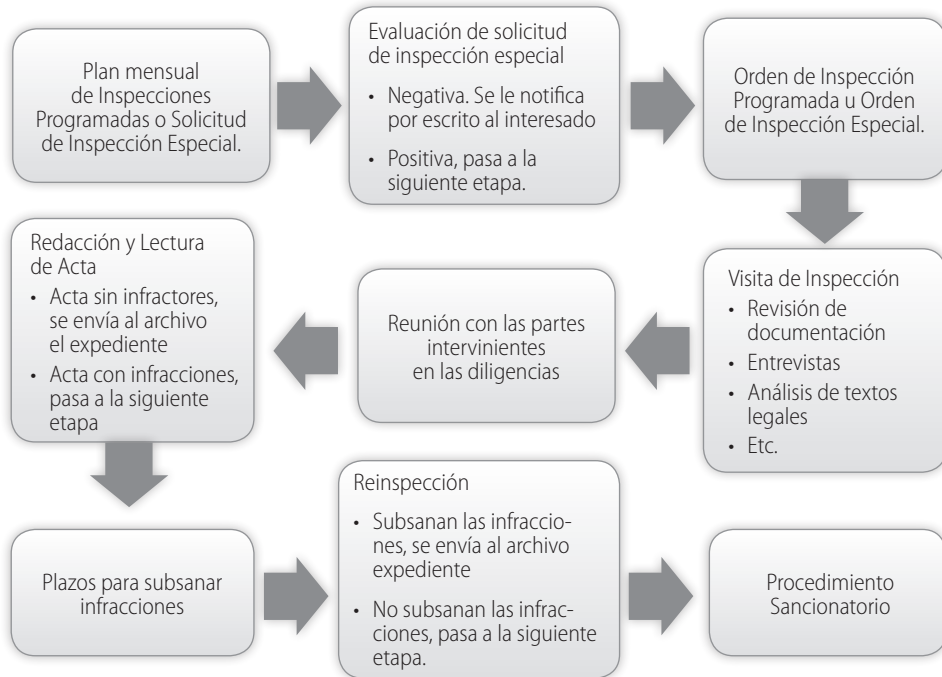 Plan mensual
de Inspecciones
Programadas o Solicitud
de Inspección Especial.
Evaluación de solicitud
de inspección especial
• Negativa. Se le notifica
por escrito al interesado
• Positiva, pasa a la
siguiente etapa.
Orden de Inspección
Programada u Orden
de Inspección Especial.
Visita de Inspección
• Revisión de
documentación
• Entrevistas
• Análisis de textos
legales
• Etc.
Reunión con las partes
intervinientes
en las diligencias
Redacción y Lectura
de Acta
• Acta sin infractores,
se envía al archivo
el expediente
• Acta con infracciones,
pasa a la siguiente
etapa
Plazos para subsanar
infracciones
Reinspección
• Subsanan las infraccio-
nes, se envía al archivo
expediente
• No subsanan las infrac-
ciones, pasa a la siguiente
etapa.
Procedimiento
Sancionatorio